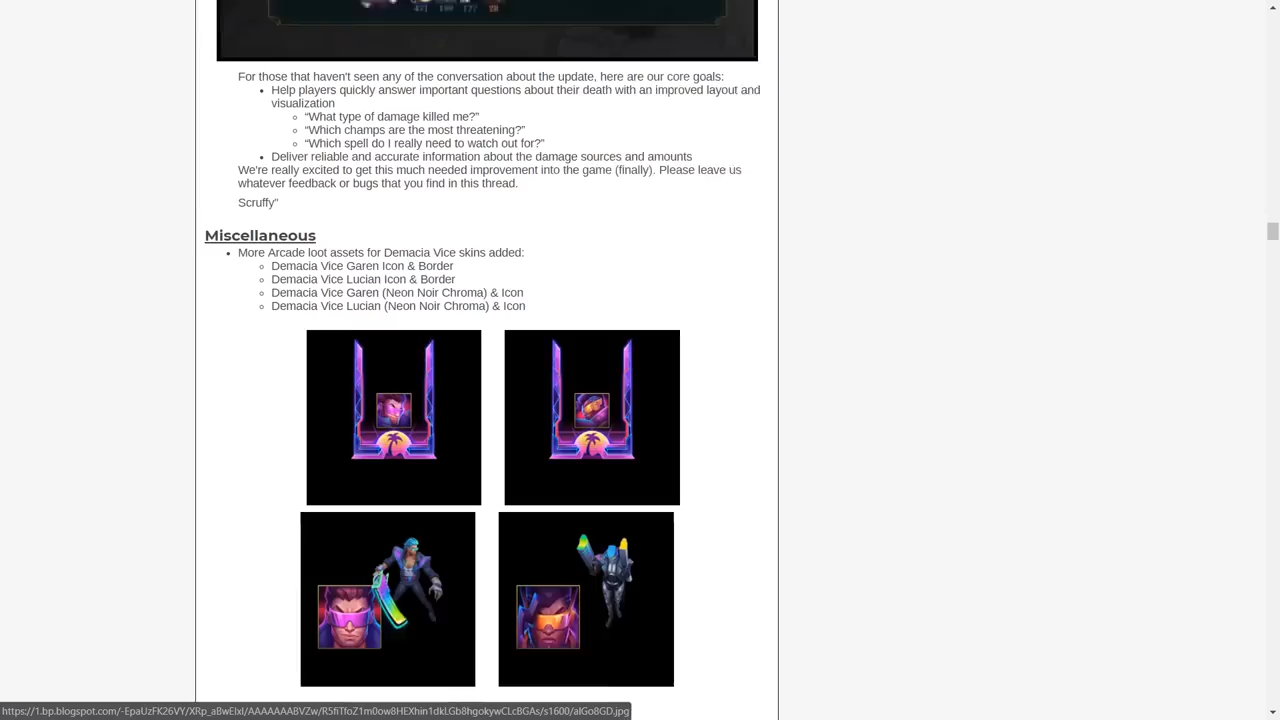 For those that haven't seen any of the conversation about the update, here are our core goals:
Help players quickly answer important questions about their death with an improved layout and
visualization
“What type of damage killed me?”
“Which champs are the most threatening?”
“Which spell do I really need to watch out for?”
Deliver reliable and accurate information about the damage sources and amounts
We're really excited to get this much needed improvement into the game (finally). Please leave us
whatever feedback or bugs that you find in this thread.
Scruffy”
Miscellaneous
More Arcade loot assets for Demacia Vice skins added:
Demacia Vice Garen Icon & Border
Demacia Vice Lucian Icon & Border
Demacia Vice Garen (Neon Noir Chroma) & Icon
Demacia Vice Lucian (Neon Noir Chroma) & Icon
https://1.bp.blogspot.com/-EpaUzFK26VY/XRp_aBwEIxI/AAAAAAABVZw/R5fiTfoZ1m0ow8HEXhin1dkLGb8hgokywCLcBGAs/s1600/alGo8GD.jpg